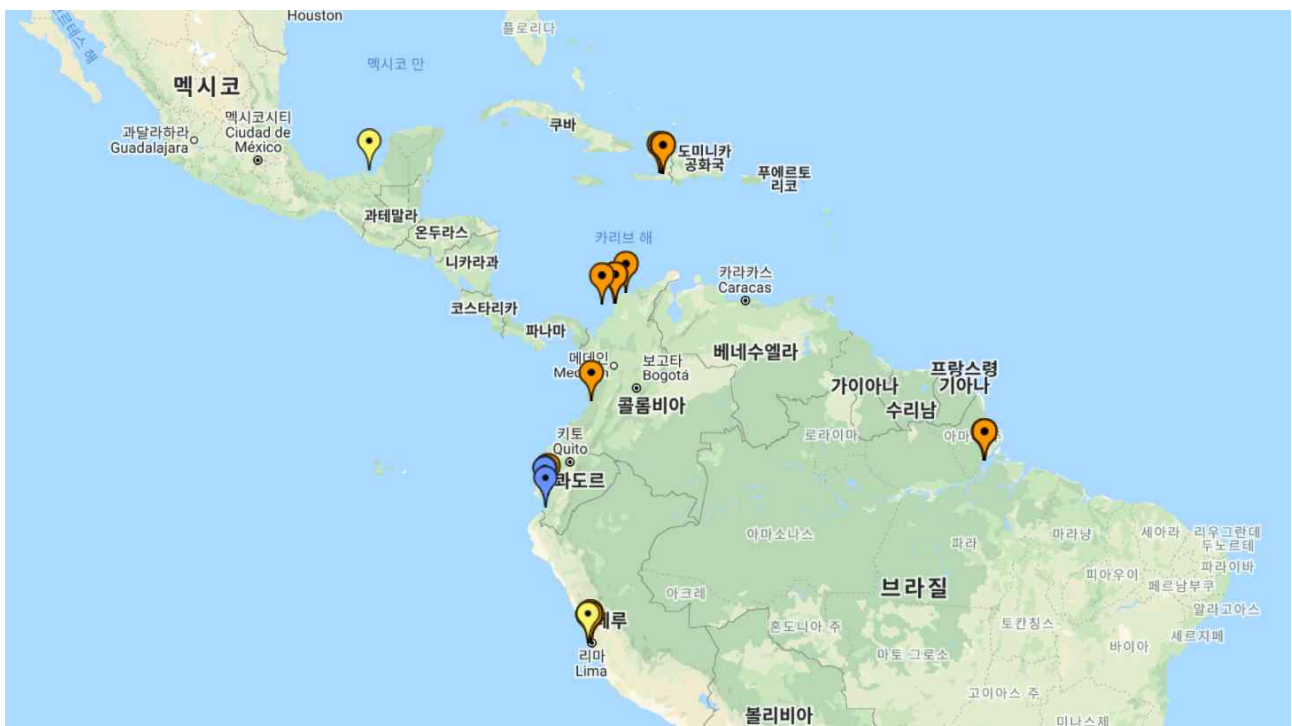 Houston
플로리다
멕시코 만
멕시코
쿠바
멕시코시티
Ciudad de
México
과달라하라
Guadalajara
도미니카
공화국
푸에르토
리코
과테말라
온두라스
카리브 해
니카라과
카라카스
Caracas
코스타리카
파나마
베네수엘라
메데인
보고타
Bogotá
콜롬비아
프랑스령
기아나
가이아나
수리남
키토
Quito
로라이마
아마
콰도르
아마소나스
파라
마라냥
세아라
리우그란데
두노르테
파라이바
피아우이
페르남부쿠
브라질
아크레
알라고아스
토칸칭스
혼도니아 주
세르지페
리마
Lima
마토 그로소
바이아
고이아스 주
볼리비아
미나스제